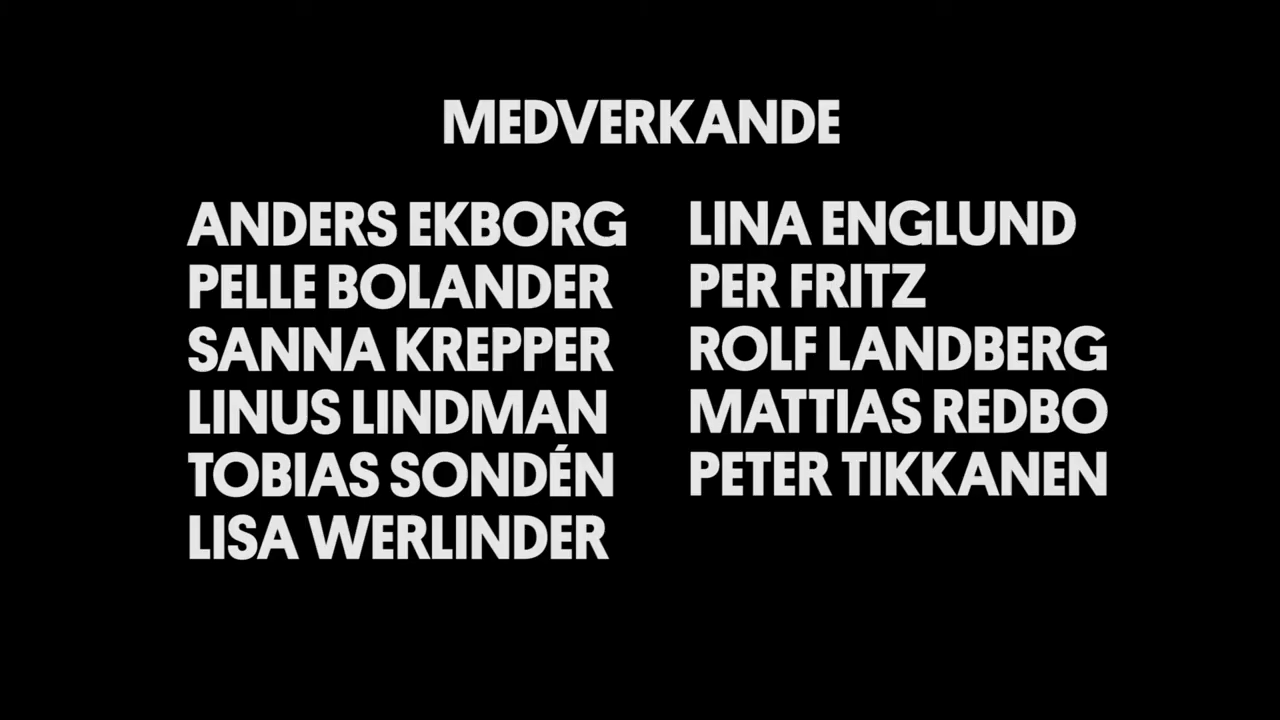 MEDVERKANDE
ANDERS EKBORG
PELLE BOLANDER
SANNA KREPPER
LINUS LINDMAN
TOBIAS SONDÉN
LISA WERLINDER
LINA ENGLUND
PER FRITZ
ROLF LANDBERG
MATTIAS REDBO
PETER TIKKANEN